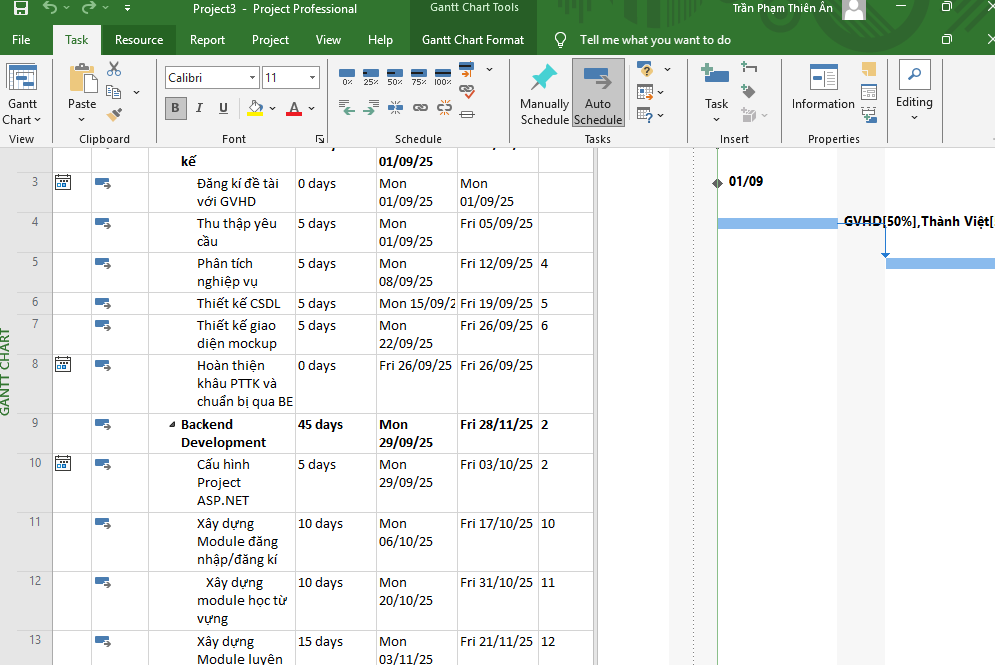 Project3 - Project Professional
Gantt Chart Tools
Trần Phạm Thiên Ân
File Task Resource Report Project View Help Gantt Chart Format Tell me what you want to do
Calibri 11
Gantt Chart
Paste
B I U A
0% 25% 50% 75% 100%
Manually Schedule
Auto Schedule
Task
Information
Editing
View Clipboard Font Schedule Tasks Insert Properties
GANTT CHART
kế 01/09/25
3 Đăng kí đề tài 0 days Mon Mon
với GVHD 01/09/25 01/09/25
4 Thu thập yêu 5 days Mon Fri 05/09/25
cầu 01/09/25
5 Phân tích 5 days Mon Fri 12/09/25 4
nghiệp vụ 08/09/25
6 Thiết kế CSDL 5 days Mon 15/09/2 Fri 19/09/25 5
7 Thiết kế giao 5 days Mon Fri 26/09/25 6
diện mockup 22/09/25
8 Hoàn thiện 0 days Fri 26/09/25 Fri 26/09/25
khâu PTTK và
chuẩn bị qua BE
9 Backend 45 days Mon Fri 28/11/25 2
Development 29/09/25
10 Cấu hình 5 days Mon Fri 03/10/25 2
Project 29/09/25
ASP.NET
11 Xây dựng 10 days Mon Fri 17/10/25 10
Module đăng 06/10/25
nhập/đăng kí
12 Xây dựng 10 days Mon Fri 31/10/25 11
module học từ 20/10/25
vựng
13 Xây dựng 15 days Mon Fri 21/11/25 12
Module luyên 03/11/25
01/09
GVHD[50%],Thành Việt[